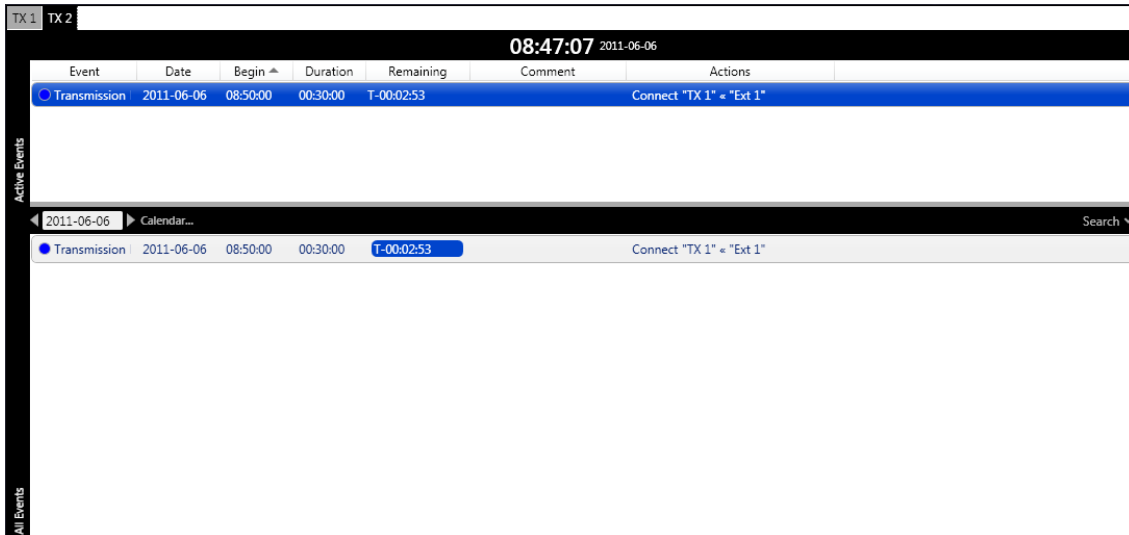 TX 1 TX 2
08:47:07 2011-06-06
Event Date Begin Duration Remaining Comment Actions
Transmission 2011-06-06 08:50:00 00:30:00 T-00:02:53 Connect "TX 1" « "Ext 1"
Active Events
2011-06-06 Calendar... Search
Transmission 2011-06-06 08:50:00 00:30:00 T-00:02:53 Connect "TX 1" « "Ext 1"
All Events